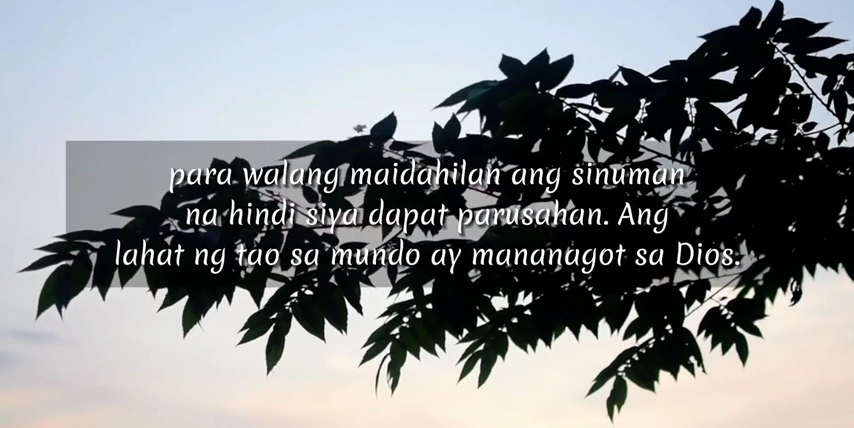 para walang maidahilan ang sinuman
na hindi siya dapat parusahan. Ang
lahat ng tao sa mundo ay mananagot sa Dios.